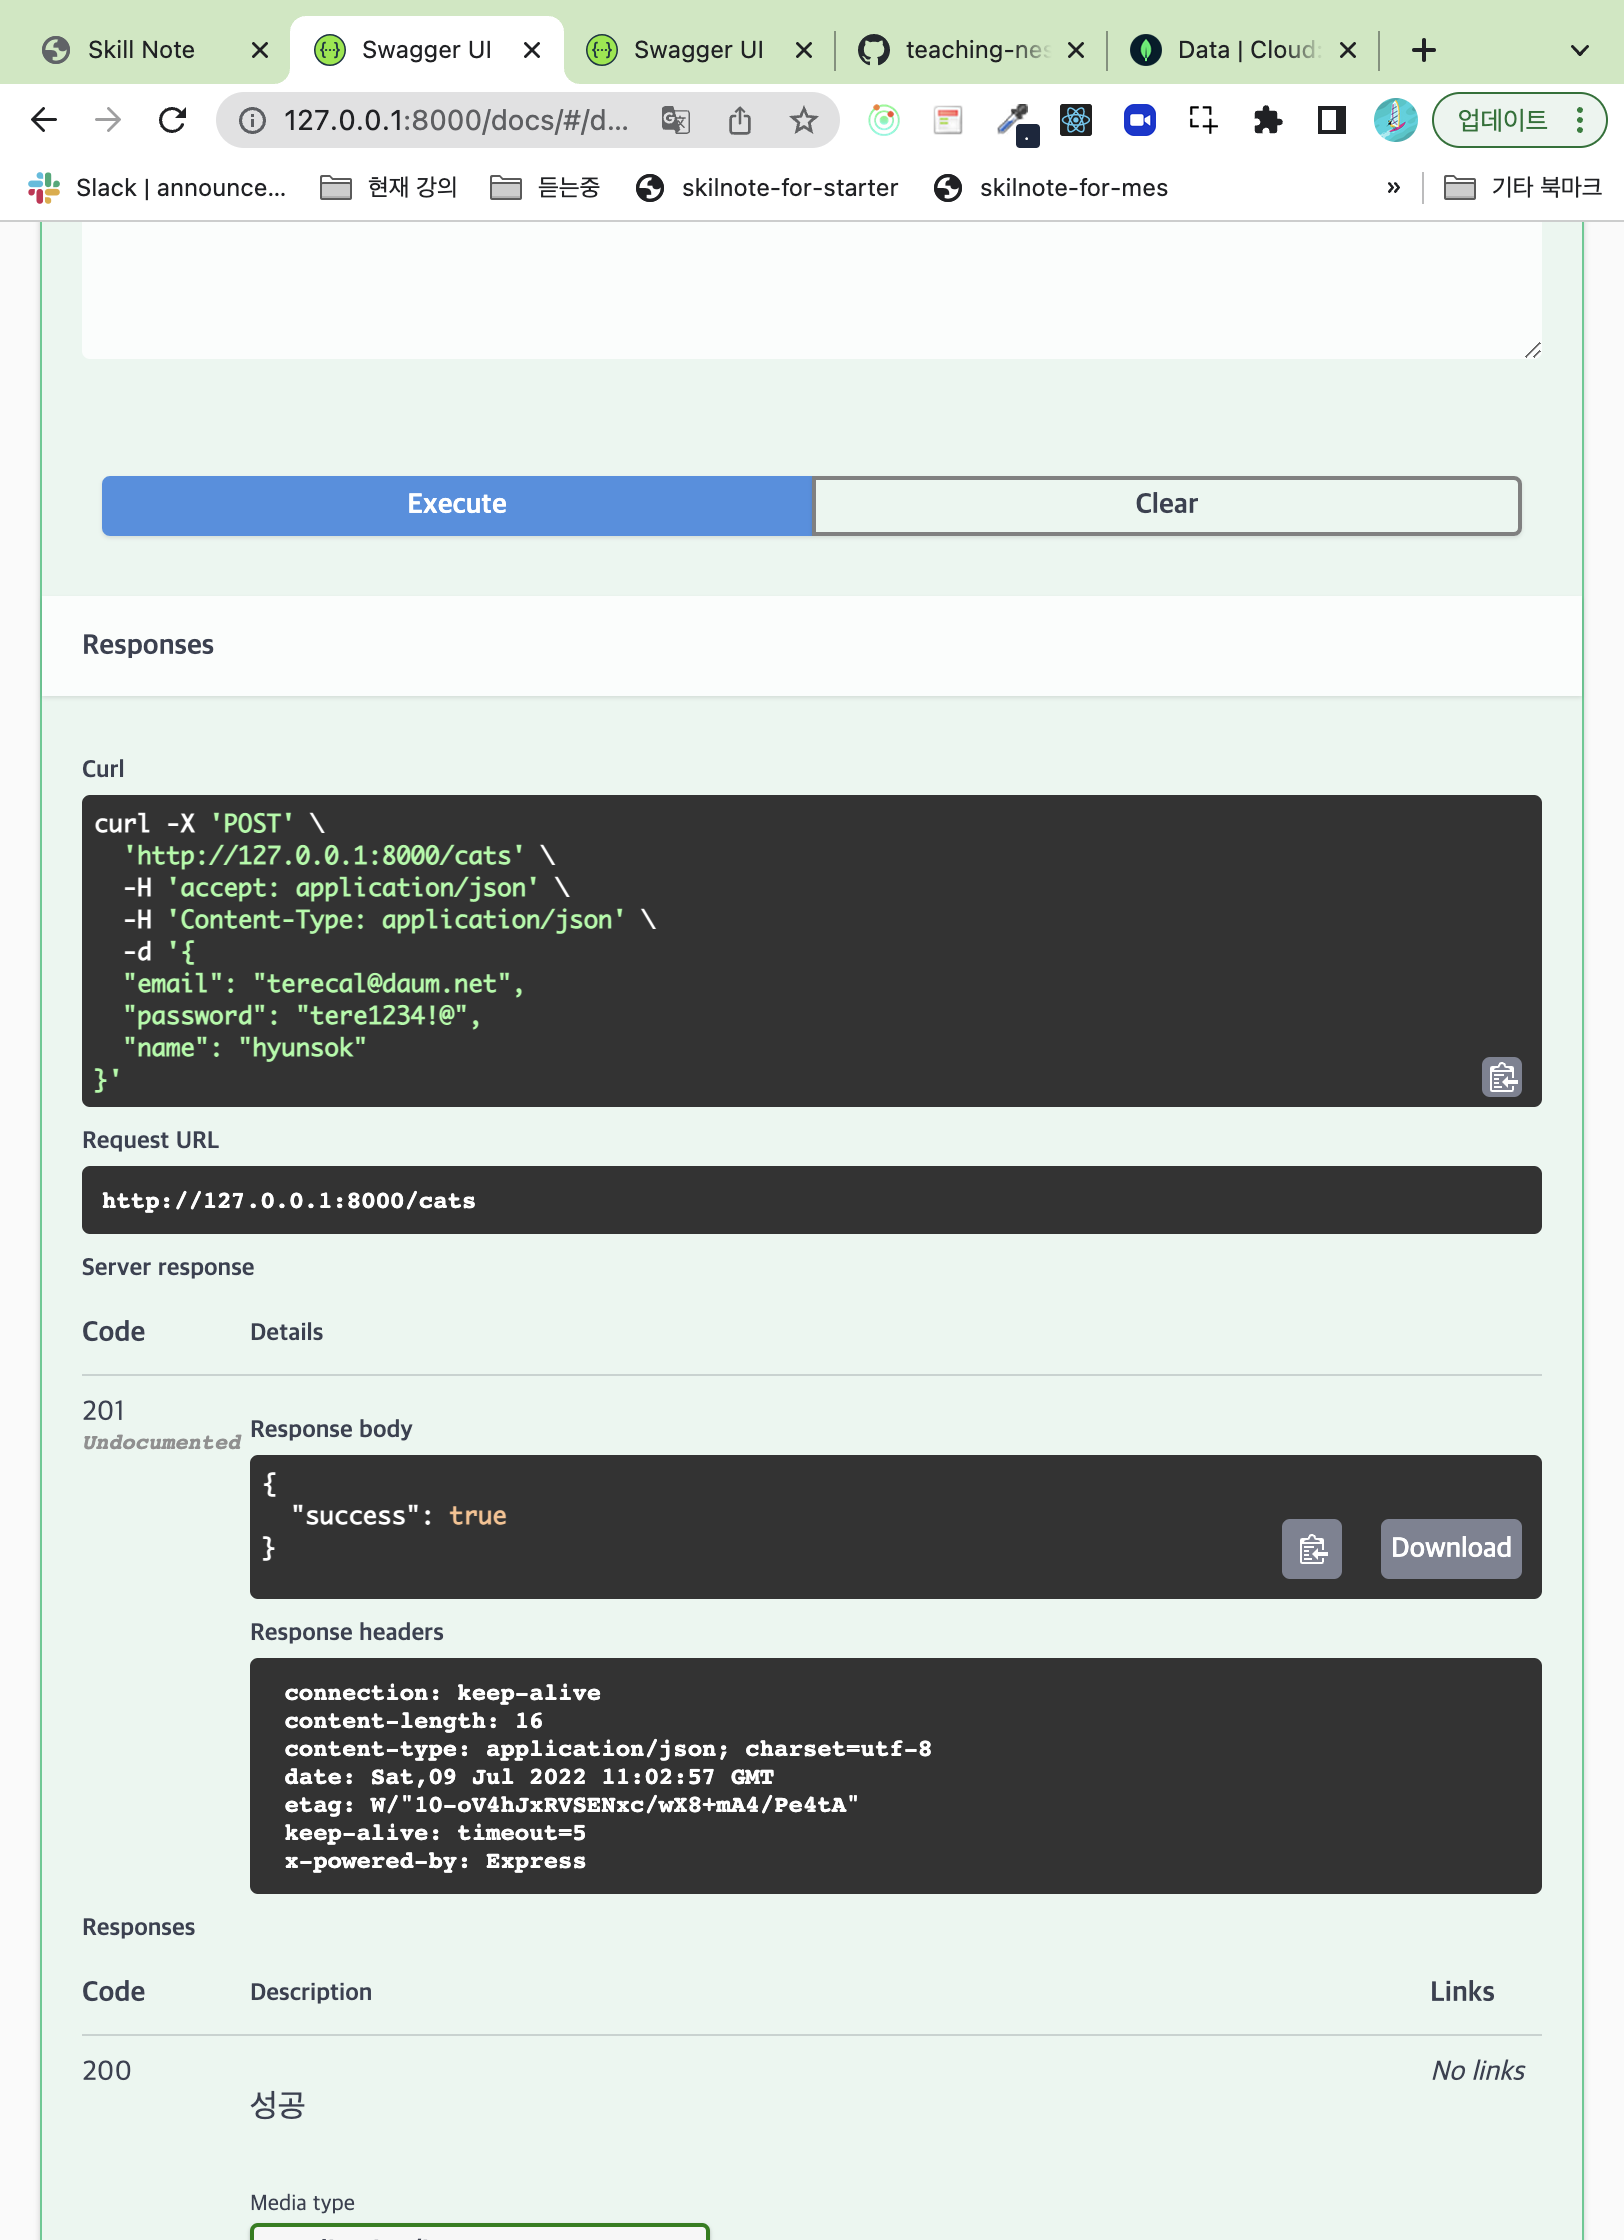 Skill Note
Swagger UI
Swagger UI
teaching-nes
Data | Cloud:
127.0.0.1:8000/docs/#/d...
업데이트
Slack | announce...
현재 강의
듣는중
skilnote-for-starter
skilnote-for-mes
»
기타 북마크
Execute
Clear
Responses
Curl
curl -X 'POST' \
'http://127.0.0.1:8000/cats' \
-H 'accept: application/json' \
-H 'Content-Type: application/json' \
-d '{
"email": "terecal@daum.net",
"password": "tere1234!@",
"name": "hyunsok"
}'
Request URL
http://127.0.0.1:8000/cats
Server response
Code
Details
201
Undocumented
Response body
{
"success": true
}
Download
Response headers
connection: keep-alive
content-length: 16
content-type: application/json; charset=utf-8
date: Sat,09 Jul 2022 11:02:57 GMT
etag: W/"10-oV4hJxRVSENxc/wX8+mA4/Pe4tA"
keep-alive: timeout=5
x-powered-by: Express
Responses
Code
Description
Links
200
성공
No links
Media type